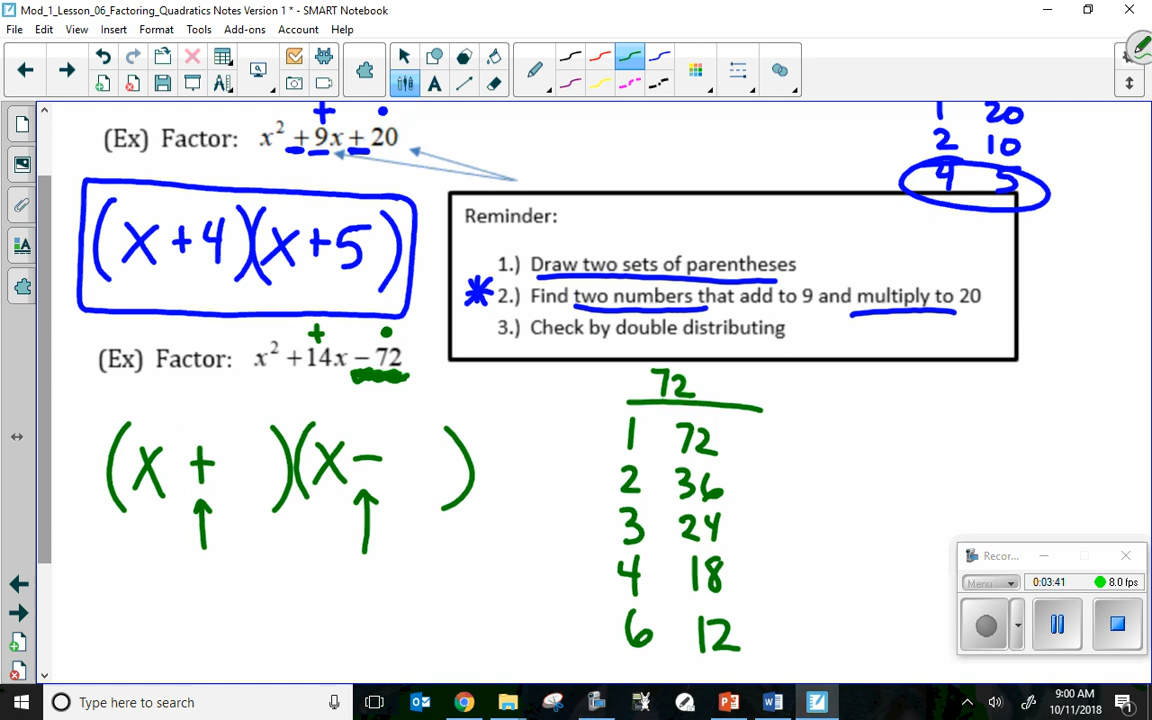 Mod_1_Lesson_06_Factoring_Quadratics Notes Version 1 * - SMART Notebook
File Edit View Insert Format Tools Add-ons Account Help
+ •
(Ex) Factor: x² + 9x + 20
1 20
2 10
4 5
(x + 4)(x + 5)
Reminder:
1.) Draw two sets of parentheses
* 2.) Find two numbers that add to 9 and multiply to 20
3.) Check by double distributing
+ •
(Ex) Factor: x² + 14x − 72
(x + )(x − )
72
1 72
2 36
3 24
4 18
6 12
Recor...
Menu 0:03:41 8.0 fps
Type here to search
9:00 AM
10/11/2018
1